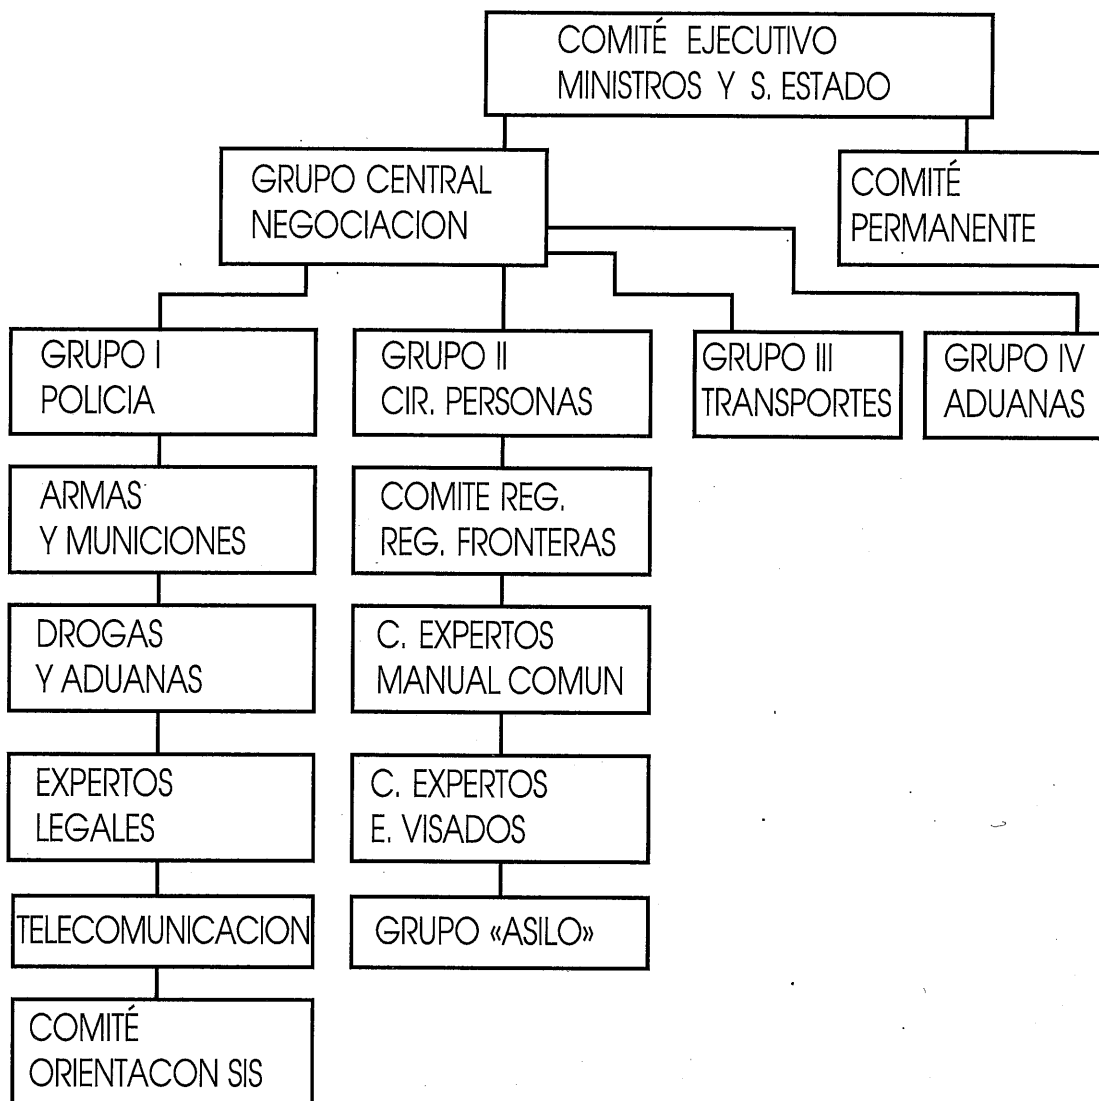 COMITÉ EJECUTIVO
MINISTROS Y S. ESTADO
GRUPO CENTRAL
NEGOCIACION
COMITÉ
PERMANENTE
GRUPO I
POLICIA
GRUPO II
CIR. PERSONAS
GRUPO III
TRANSPORTES
GRUPO IV
ADUANAS
ARMAS
Y MUNICIONES
COMITE REG.
REG. FRONTERAS
DROGAS
Y ADUANAS
C. EXPERTOS
MANUAL COMUN
EXPERTOS
LEGALES
C. EXPERTOS
E. VISADOS
TELECOMUNICACION
GRUPO «ASILO»
COMITÉ
ORIENTACON SIS